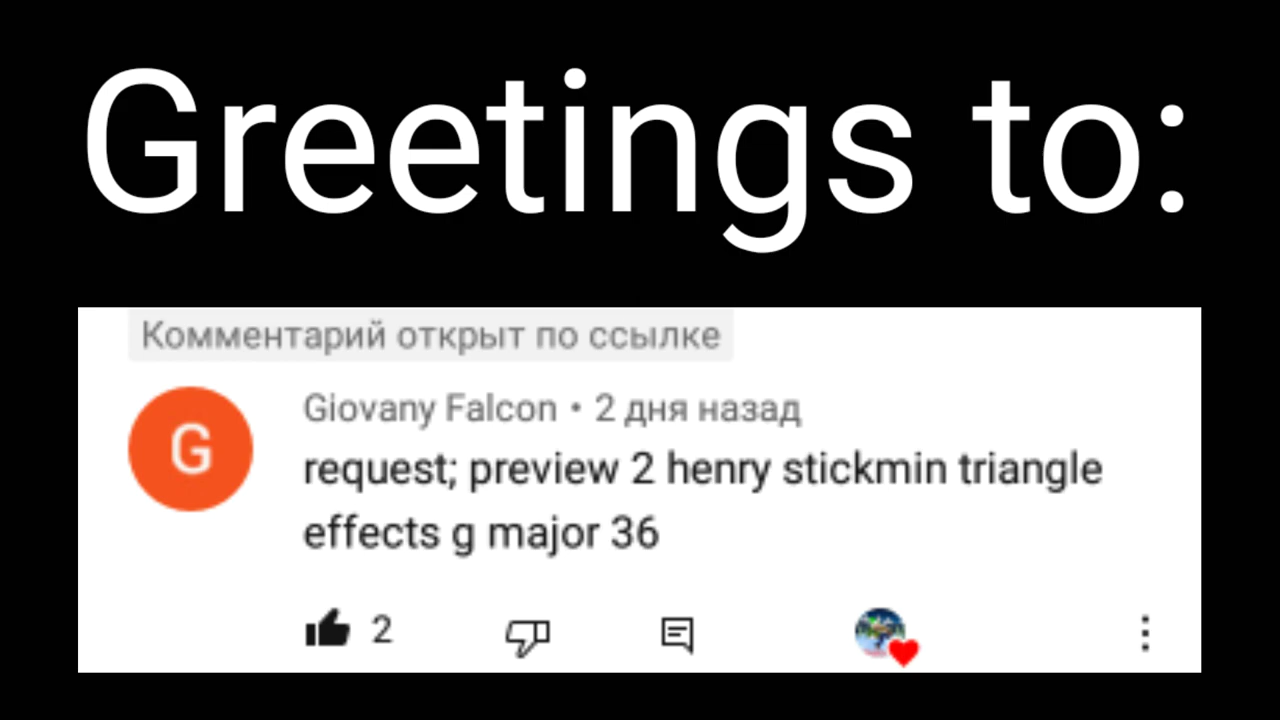 Greetings to:
Комментарий открыт по ссылке
G
Giovany Falcon • 2 дня назад
request; preview 2 henry stickmin triangle
effects g major 36
2